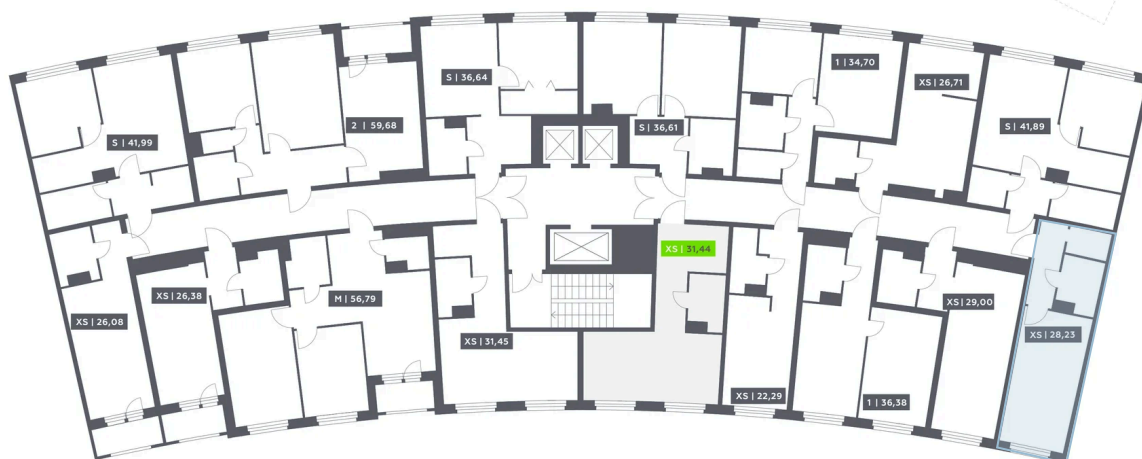 S | 36,64
1 | 34,70
XS | 26,71
2 | 59,68
S | 36,61
S | 41,89
S | 41,99
XS | 31,44
XS | 26,38
M | 56,79
XS | 29,00
XS | 26,08
XS | 31,45
XS | 28,23
XS | 22,29
1 | 36,38